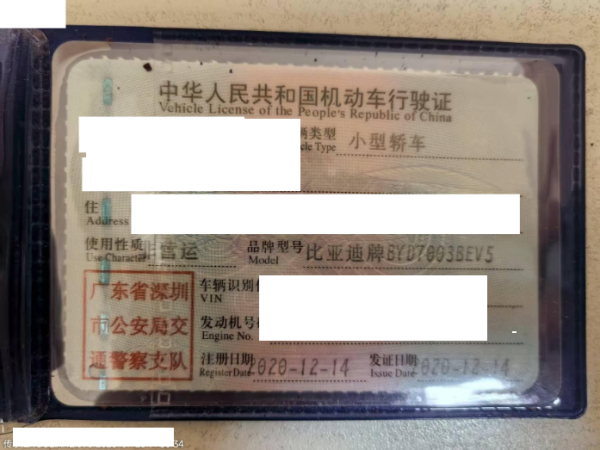 中华人民共和国机动车行驶证
Vehicle License of the People's Republic of China
类型 小型轿车
Type
住
Address
使用性质 营运 品牌型号 比亚迪牌BYD7003BEV5
Use Character Model
广东省深圳 车辆识别
VIN
市公安局交 发动机号
Engine No.
通警察支队 注册日期 2020-12-14 发证日期 2020-12-14
Register Date Issue Date